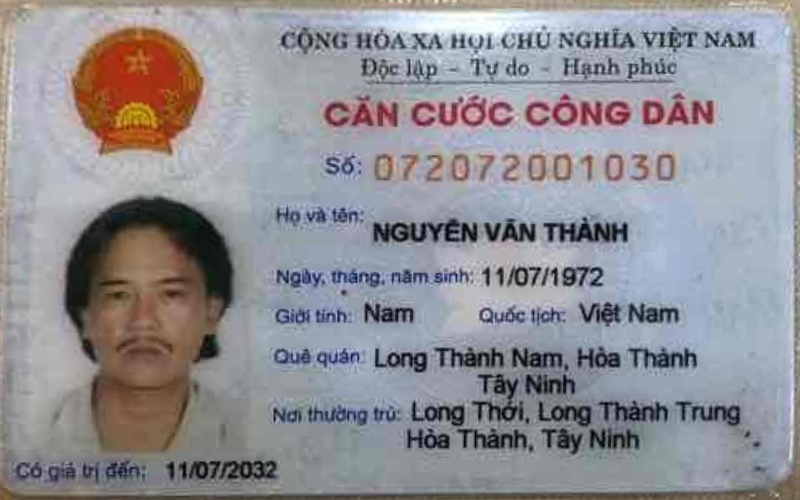 CỘNG HÒA XA HỌI CHỦ NGHĨA VIỆT NAM
Độc lập - Tự do - Hạnh phúc
CĂN CƯỚC CÔNG DÂN
Số: 072072001030
Họ và tên:
NGUYỄN VĂN THÀNH
Ngày, tháng, năm sinh: 11/07/1972
Giới tính: Nam Quốc tịch: Việt Nam
Quê quán: Long Thành Nam, Hòa Thành
Tây Ninh
Nơi thường trú: Long Thới, Long Thành Trung
Hòa Thành, Tây Ninh
Có giá trị đến: 11/07/2032